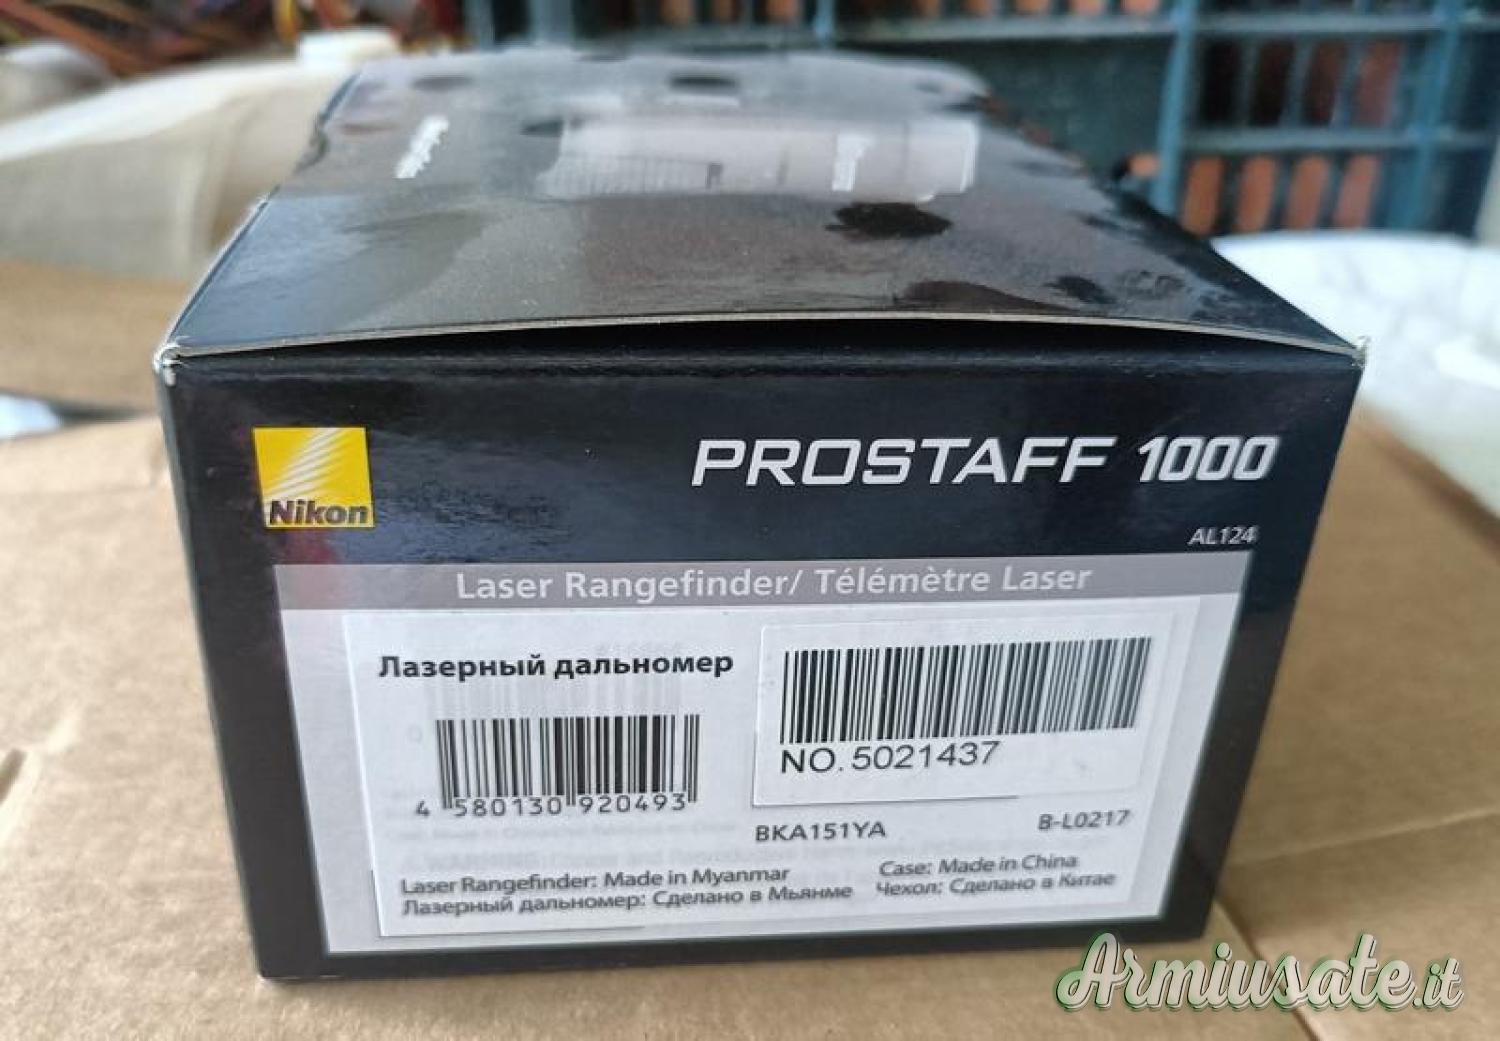 Nikon
PROSTAFF 1000
AL124
Laser Rangefinder/ Télémètre Laser
Лазерный дальномер
4 580130 920493
NO. 5021437
BKA151YA
B-L0217
Laser Rangefinder: Made in Myanmar
Лазерный дальномер: Сделано в Мьянме
Case: Made in China
Чехол: Сделано в Китае
Armiusate.it